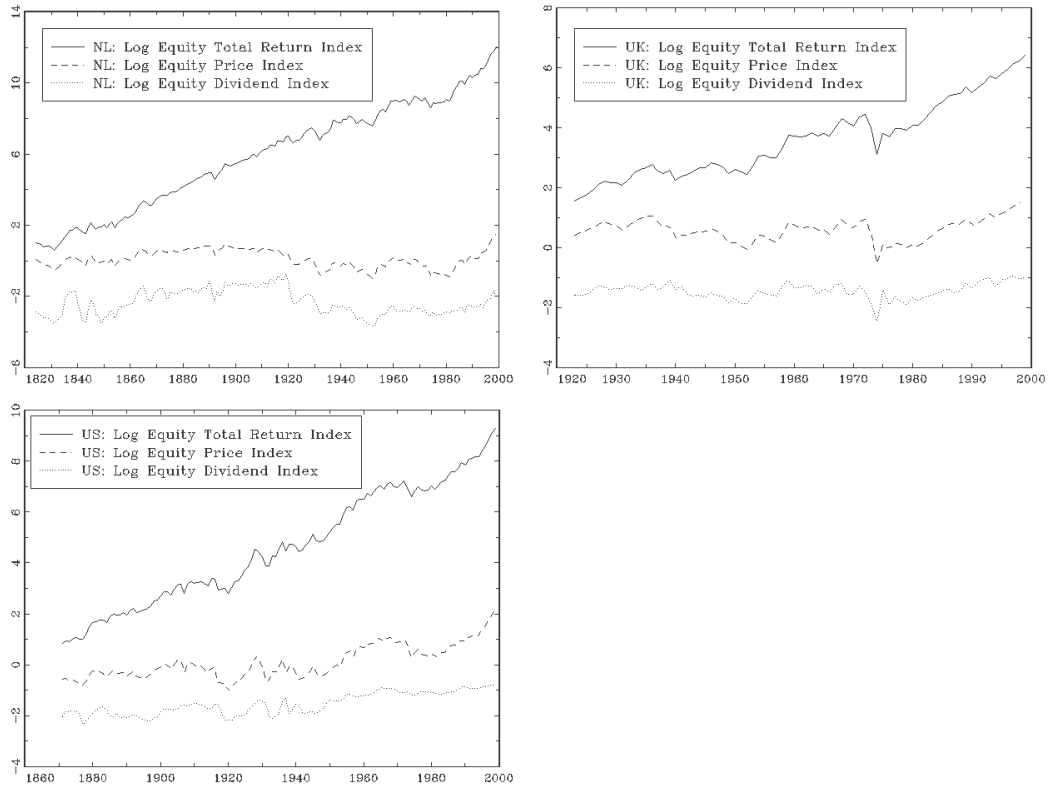 14
10
6
2
-2
-6
NL: Log Equity Total Return Index
NL: Log Equity Price Index
NL: Log Equity Dividend Index
1820 1840 1860 1880 1900 1920 1940 1960 1980 2000
8
6
4
2
0
-2
-4
UK: Log Equity Total Return Index
UK: Log Equity Price Index
UK: Log Equity Dividend Index
1920 1930 1940 1950 1960 1970 1980 1990 2000
10
8
6
4
2
0
-2
-4
US: Log Equity Total Return Index
US: Log Equity Price Index
US: Log Equity Dividend Index
1860 1880 1900 1920 1940 1960 1980 2000